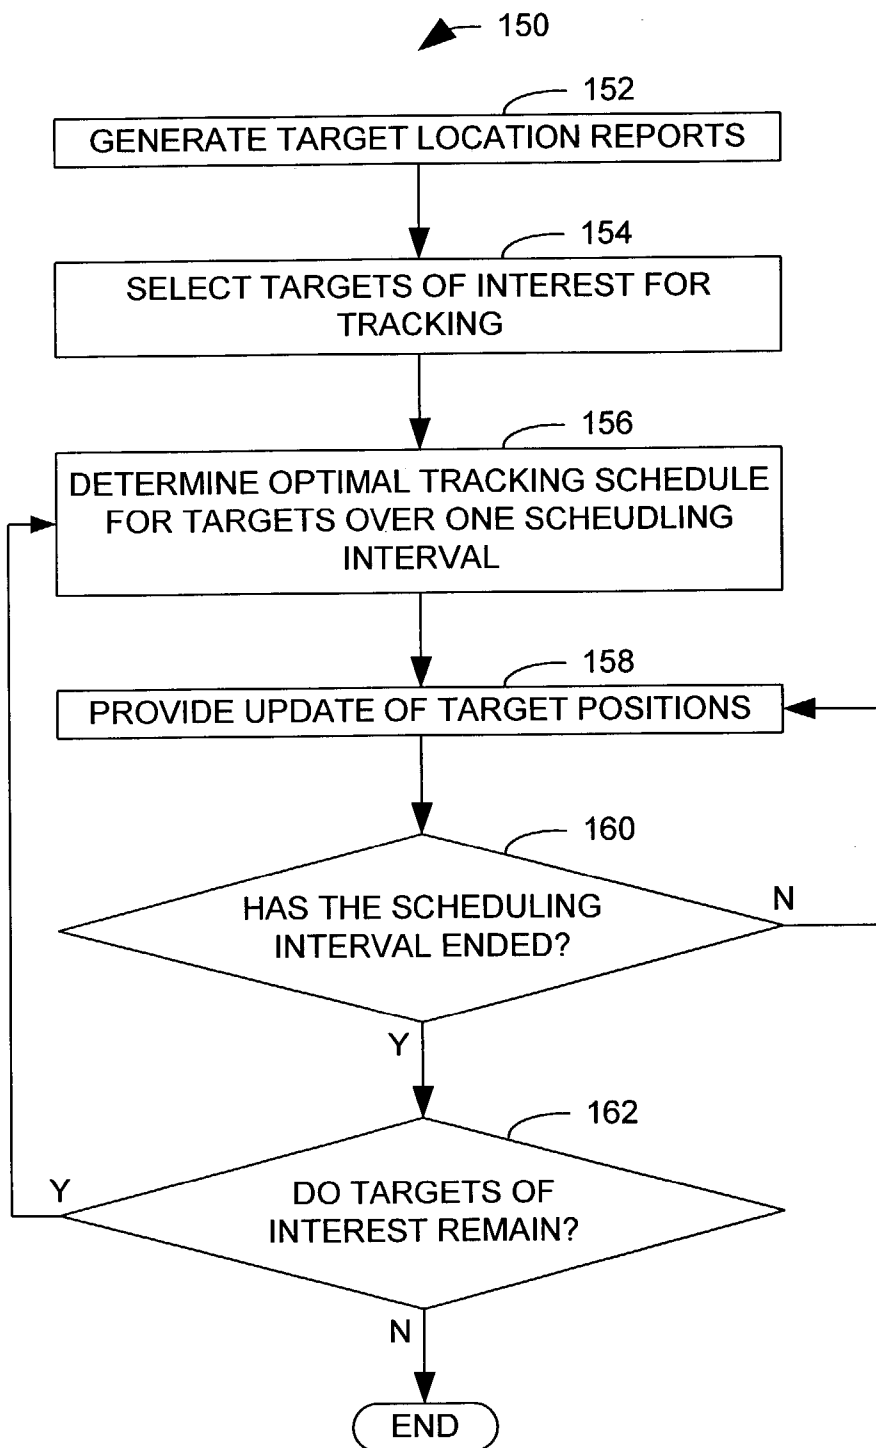 150
152
GENERATE TARGET LOCATION REPORTS
154
SELECT TARGETS OF INTEREST FOR
TRACKING
156
DETERMINE OPTIMAL TRACKING SCHEDULE
FOR TARGETS OVER ONE SCHEUDLING
INTERVAL
158
PROVIDE UPDATE OF TARGET POSITIONS
160
HAS THE SCHEDULING
INTERVAL ENDED?
N
Y
162
DO TARGETS OF
INTEREST REMAIN?
Y
N
END